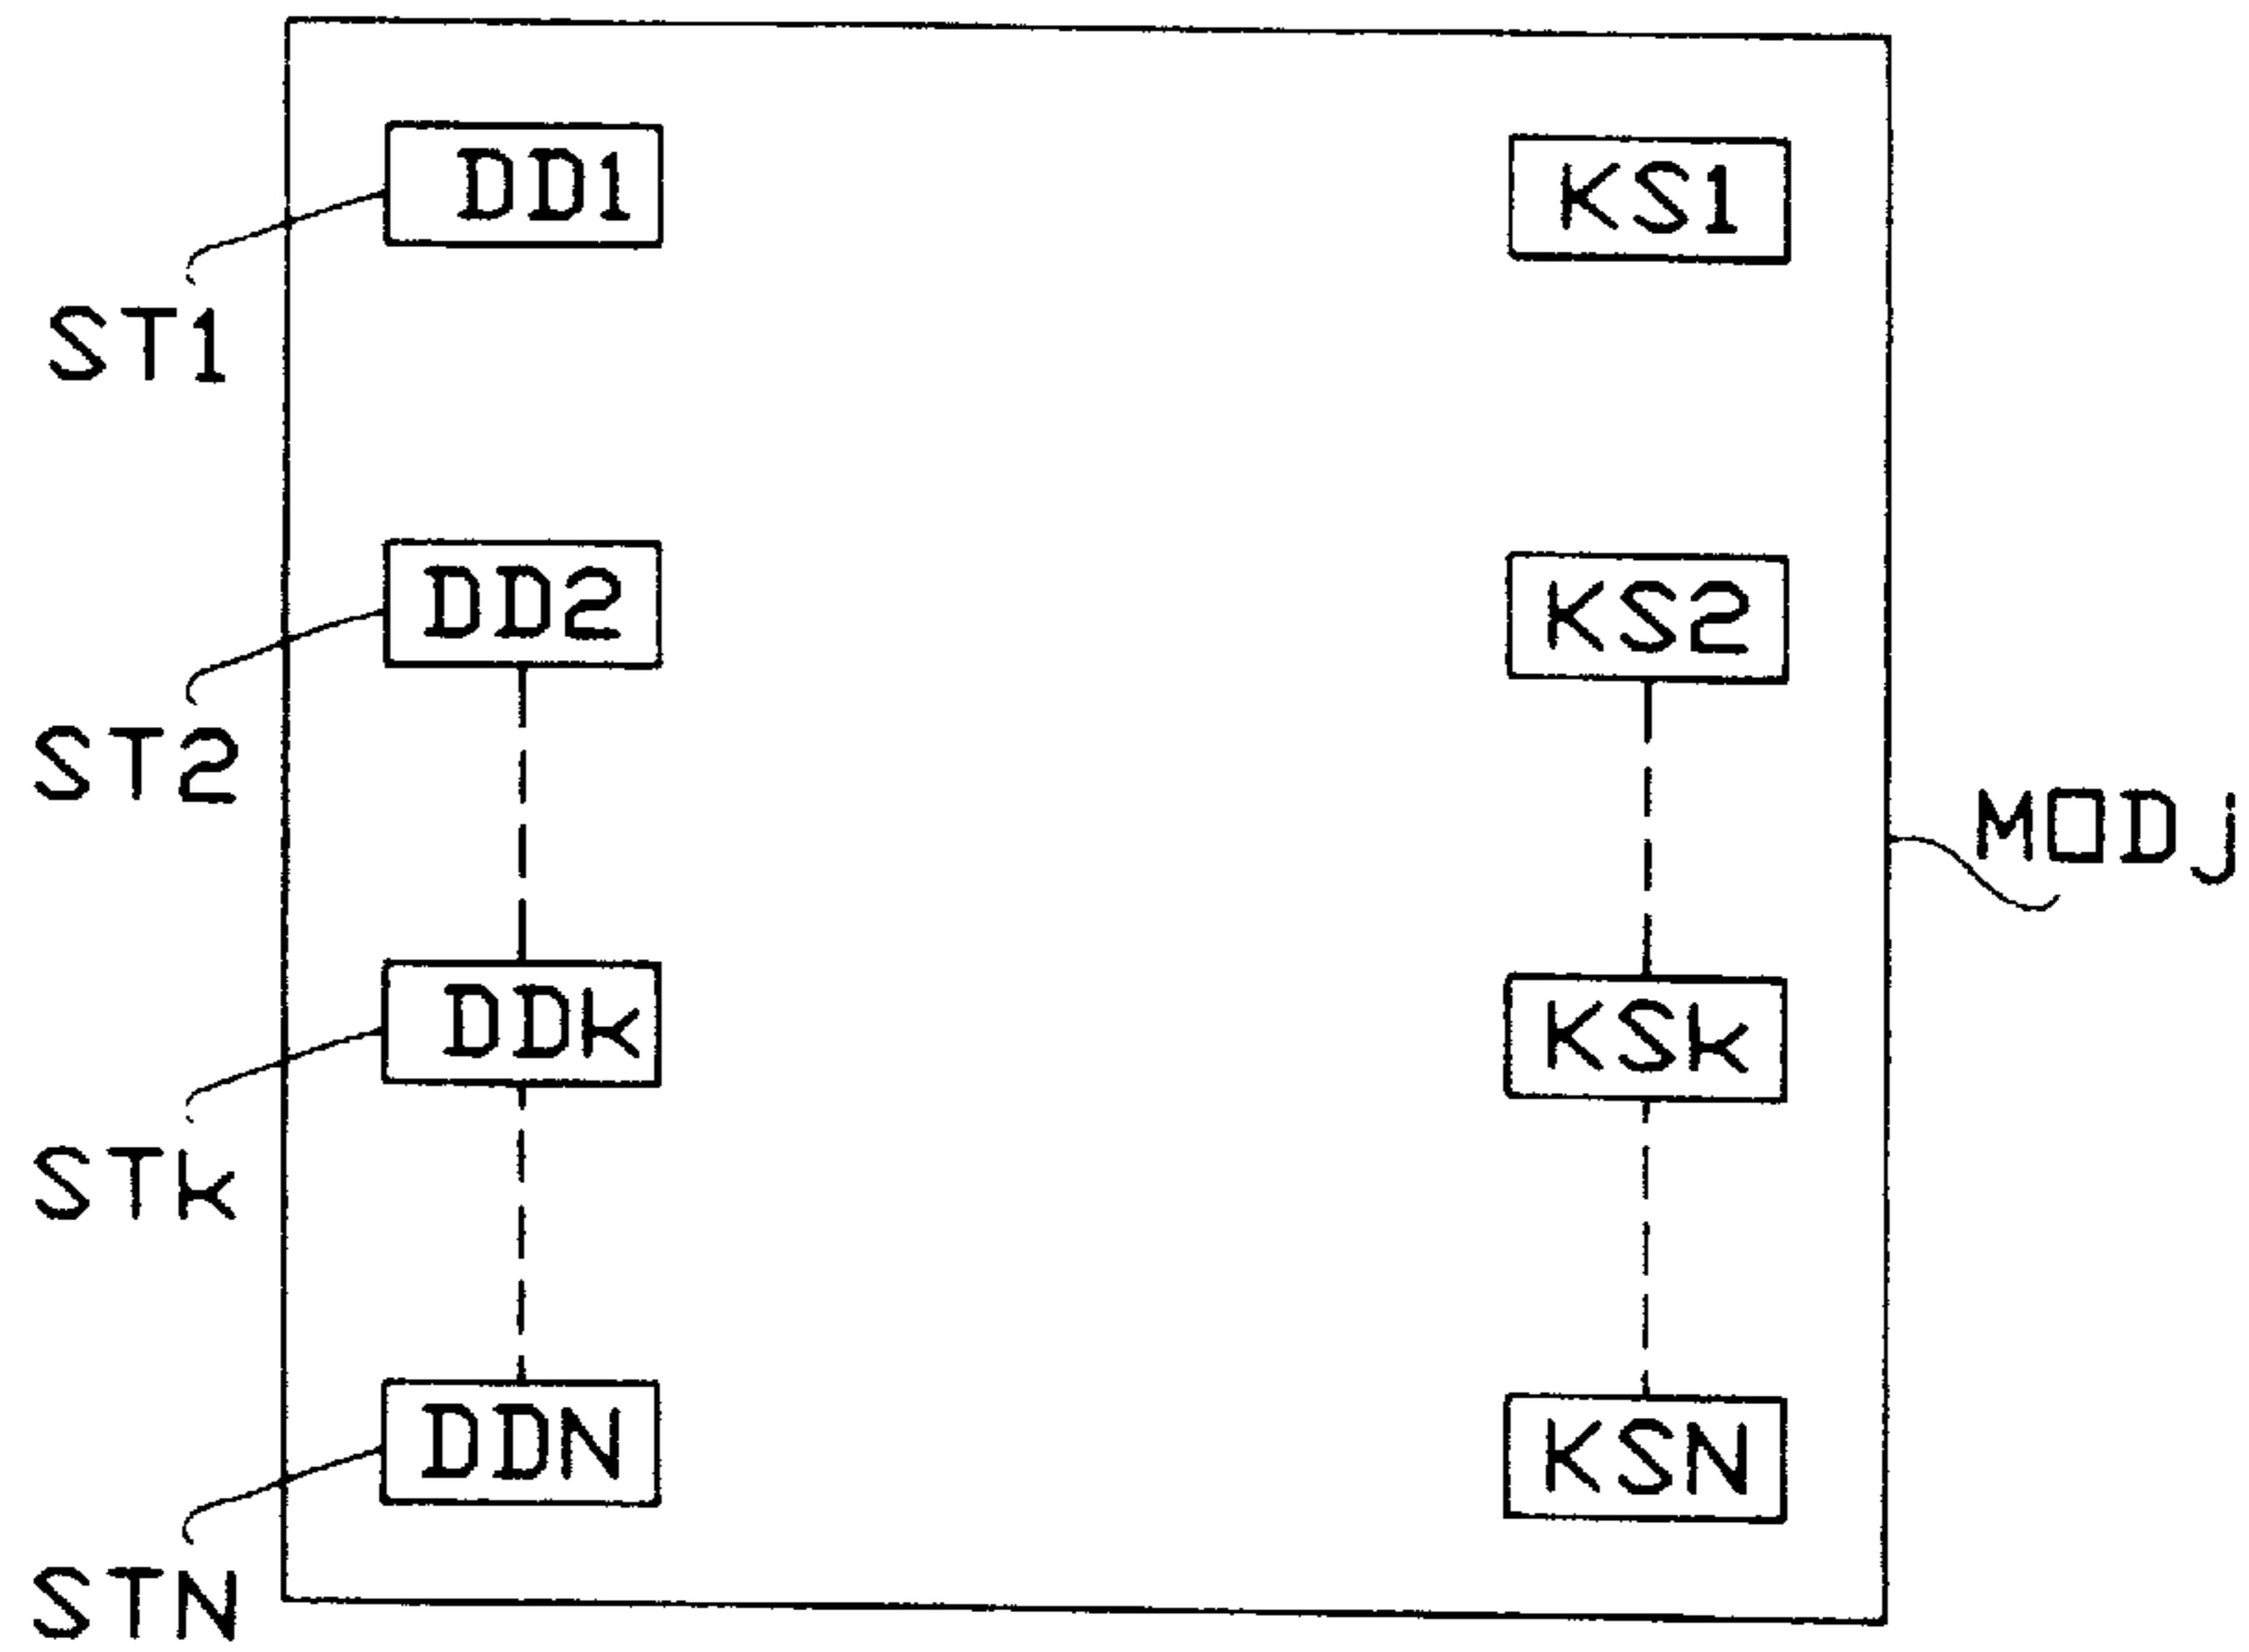 DD1 KS1
ST1
DD2 KS2
ST2
MODj
DDk KSk
STk
DDN KSN
STN